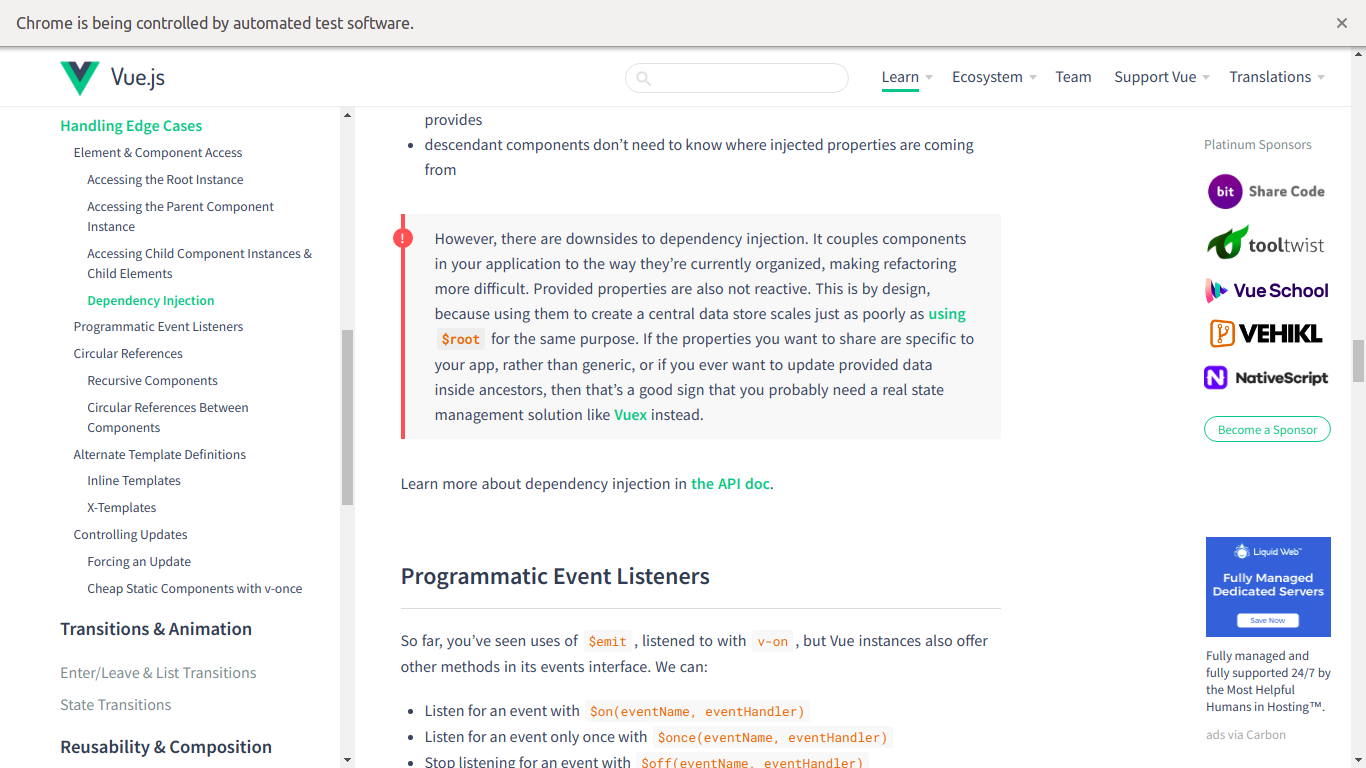 Chrome is being controlled by automated test software.
Vue.js
Learn
Ecosystem
Team
Support Vue
Translations
Handling Edge Cases
Element & Component Access
Accessing the Root Instance
Accessing the Parent Component
Instance
Accessing Child Component Instances &
Child Elements
Dependency Injection
Programmatic Event Listeners
Circular References
Recursive Components
Circular References Between
Components
Alternate Template Definitions
Inline Templates
X-Templates
Controlling Updates
Forcing an Update
Cheap Static Components with v-once
Transitions & Animation
Enter/Leave & List Transitions
State Transitions
Reusability & Composition
provides
descendant components don’t need to know where injected properties are coming
from
!
However, there are downsides to dependency injection. It couples components
in your application to the way they’re currently organized, making refactoring
more difficult. Provided properties are also not reactive. This is by design,
because using them to create a central data store scales just as poorly as using
$root for the same purpose. If the properties you want to share are specific to
your app, rather than generic, or if you ever want to update provided data
inside ancestors, then that’s a good sign that you probably need a real state
management solution like Vuex instead.
Learn more about dependency injection in the API doc.
Programmatic Event Listeners
So far, you’ve seen uses of $emit , listened to with v-on , but Vue instances also offer
other methods in its events interface. We can:
Listen for an event with $on(eventName, eventHandler)
Listen for an event only once with $once(eventName, eventHandler)
Stop listening for an event with $off(eventName, eventHandler)
Platinum Sponsors
bit Share Code
tooltwist
Vue School
VEHIKL
N NativeScript
Become a Sponsor
Liquid Web™
Fully Managed
Dedicated Servers
Save Now
Fully managed and
fully supported 24/7 by
the Most Helpful
Humans in Hosting™.
ads via Carbon